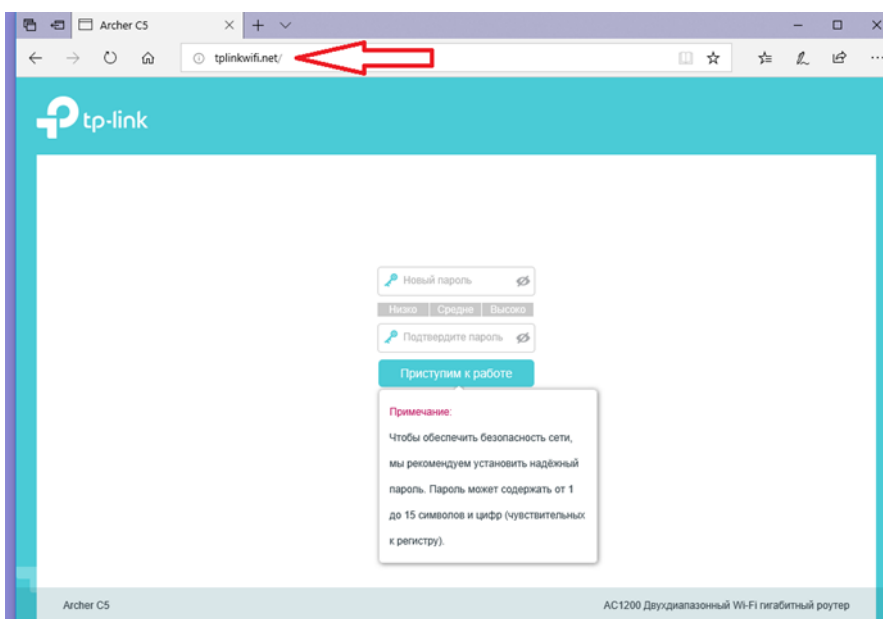 Archer C5
tplinkwifi.net/
tp-link
Новый пароль
Низко Средне Высоко
Подтвердите пароль
Приступим к работе
Примечание:
Чтобы обеспечить безопасность сети,
мы рекомендуем установить надёжный
пароль. Пароль может содержать от 1
до 15 символов и цифр (чувствительных
к регистру).
Archer C5 AC1200 Двухдиапазонный Wi-Fi гигабитный роутер